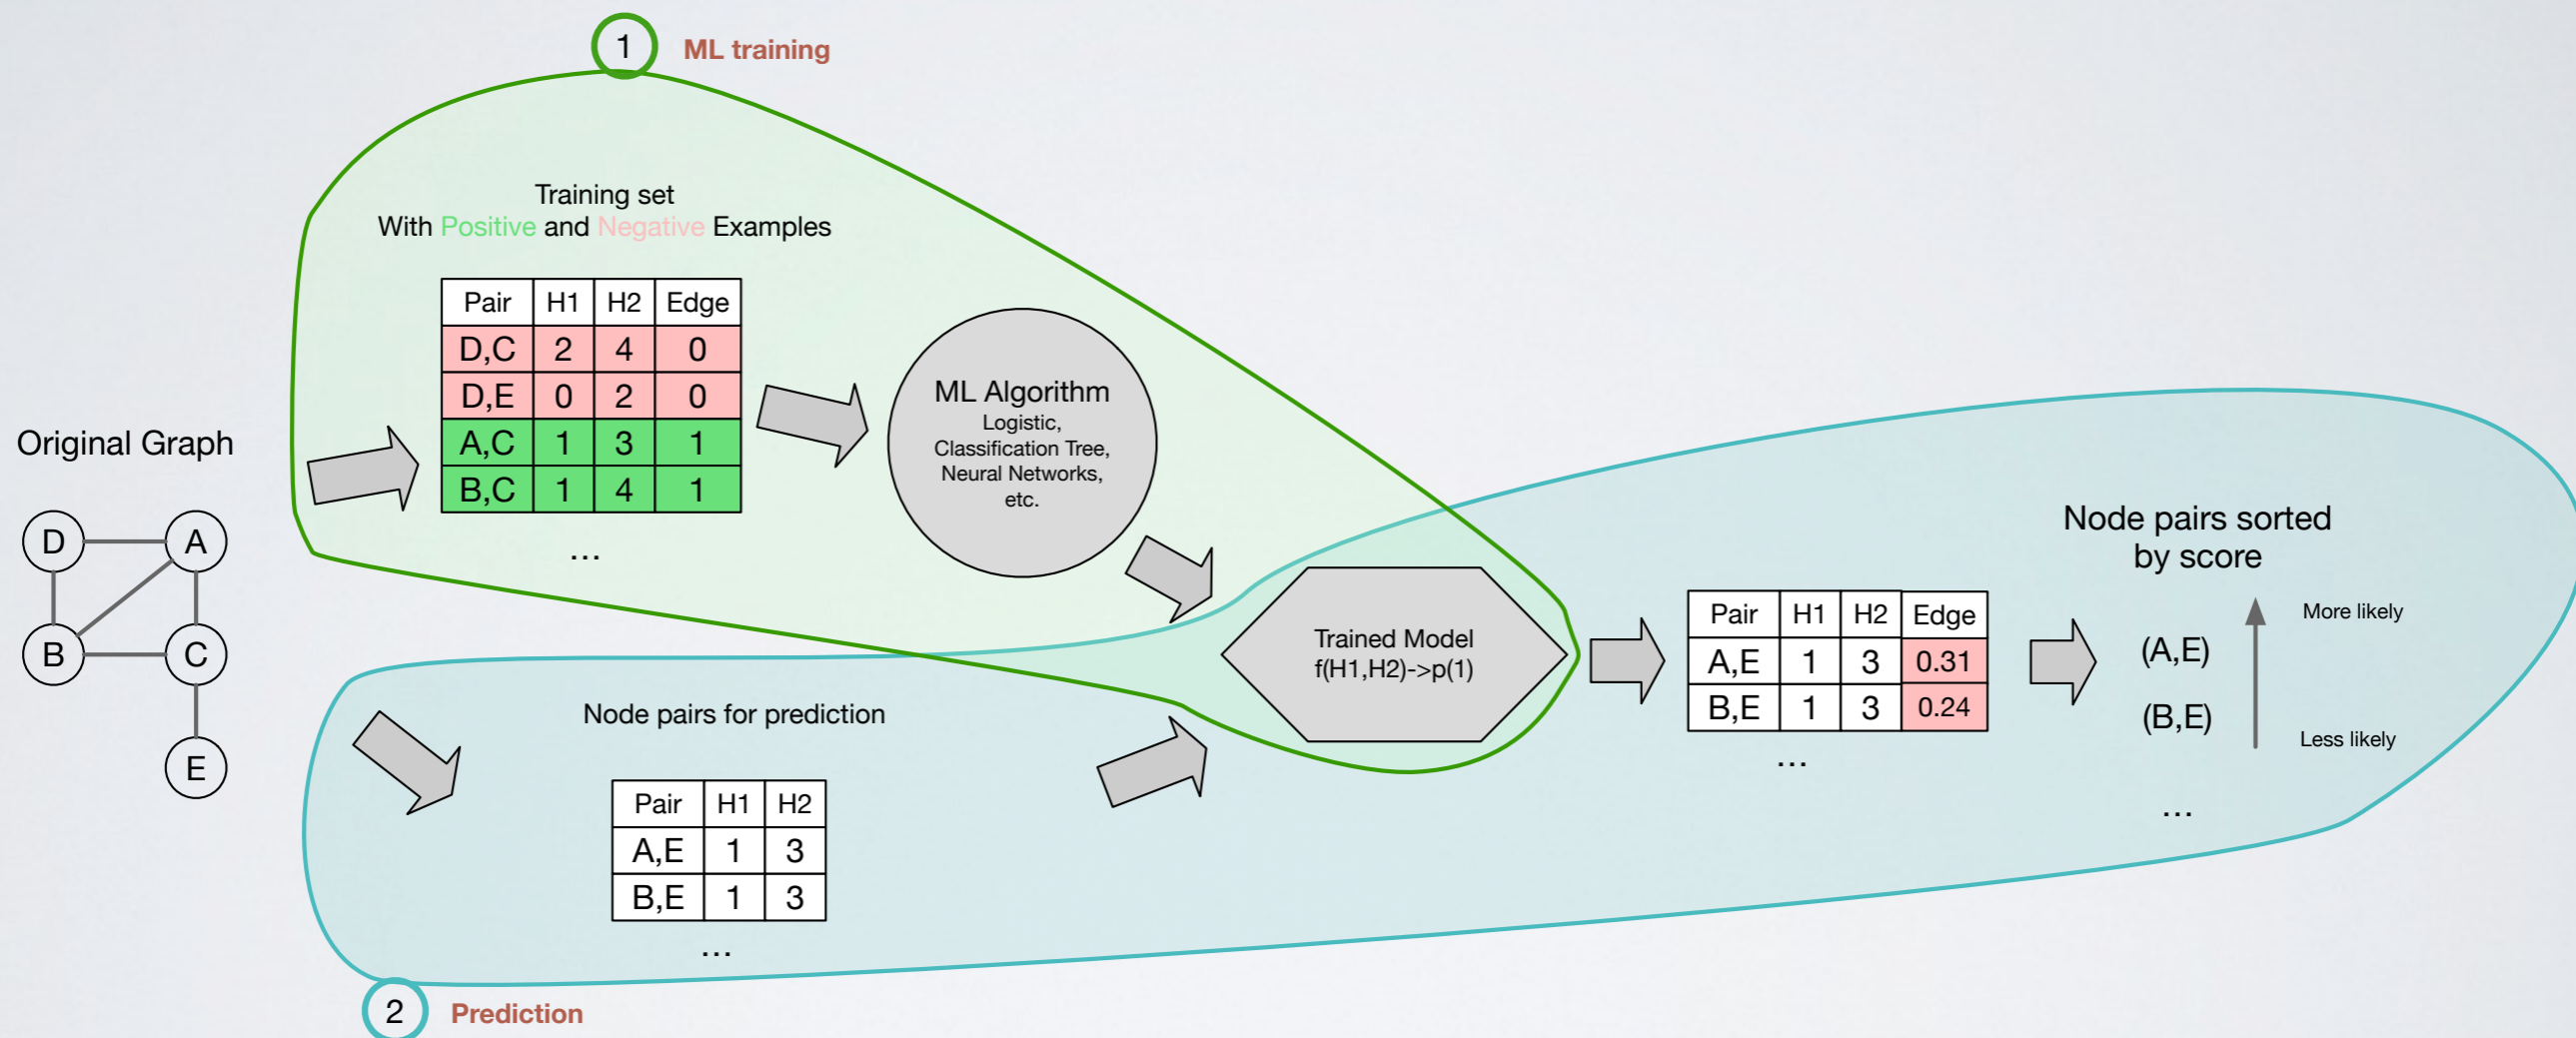 1 ML training
Training set
With Positive and Negative Examples
Pair H1 H2 Edge
D,C 2 4 0
D,E 0 2 0
A,C 1 3 1
B,C 1 4 1
...
ML Algorithm
Logistic,
Classification Tree,
Neural Networks,
etc.
Original Graph
D A
B C
E
Trained Model
f(H1,H2)->p(1)
Node pairs for prediction
Pair H1 H2
A,E 1 3
B,E 1 3
...
Pair H1 H2 Edge
A,E 1 3 0.31
B,E 1 3 0.24
...
Node pairs sorted
by score
More likely
(A,E)
(B,E)
Less likely
...
2 Prediction